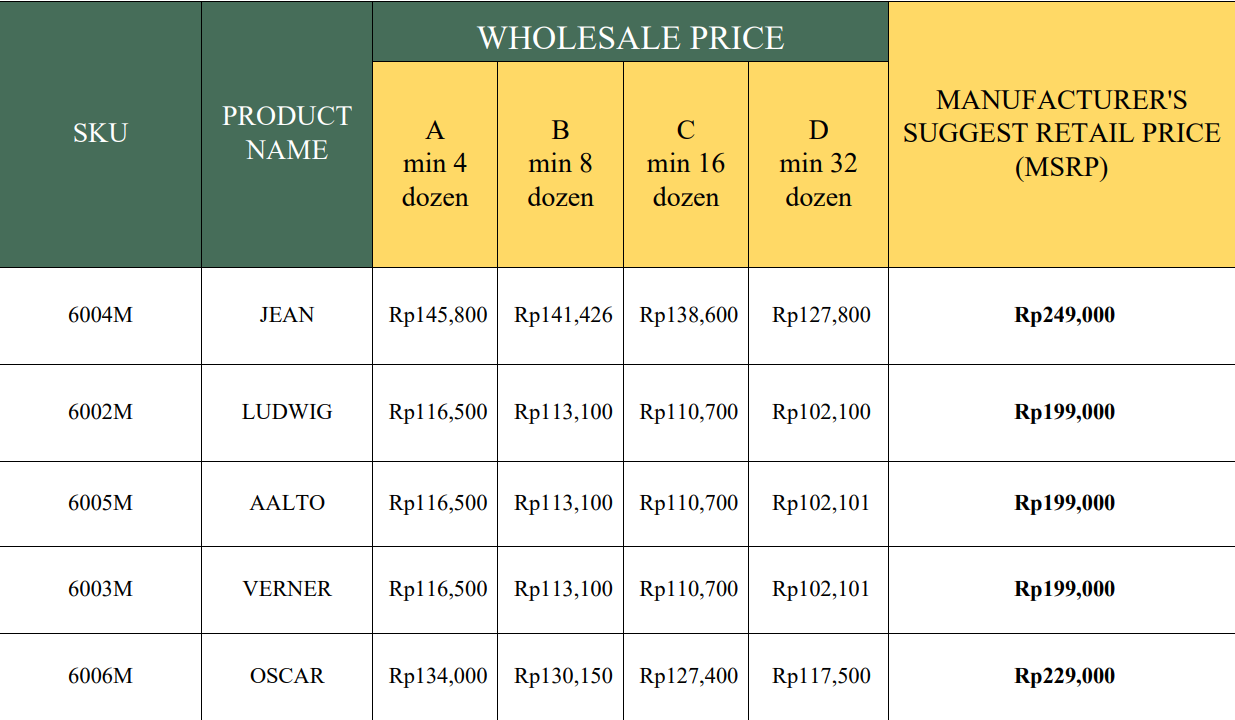 WHOLESALE PRICE
SKU
PRODUCT
NAME
A
min 4
dozen
B
min 8
dozen
C
min 16
dozen
D
min 32
dozen
MANUFACTURER'S
SUGGEST RETAIL PRICE
(MSRP)
6004M JEAN Rp145,800 Rp141,426 Rp138,600 Rp127,800 Rp249,000
6002M LUDWIG Rp116,500 Rp113,100 Rp110,700 Rp102,100 Rp199,000
6005M AALTO Rp116,500 Rp113,100 Rp110,700 Rp102,101 Rp199,000
6003M VERNER Rp116,500 Rp113,100 Rp110,700 Rp102,101 Rp199,000
6006M OSCAR Rp134,000 Rp130,150 Rp127,400 Rp117,500 Rp229,000